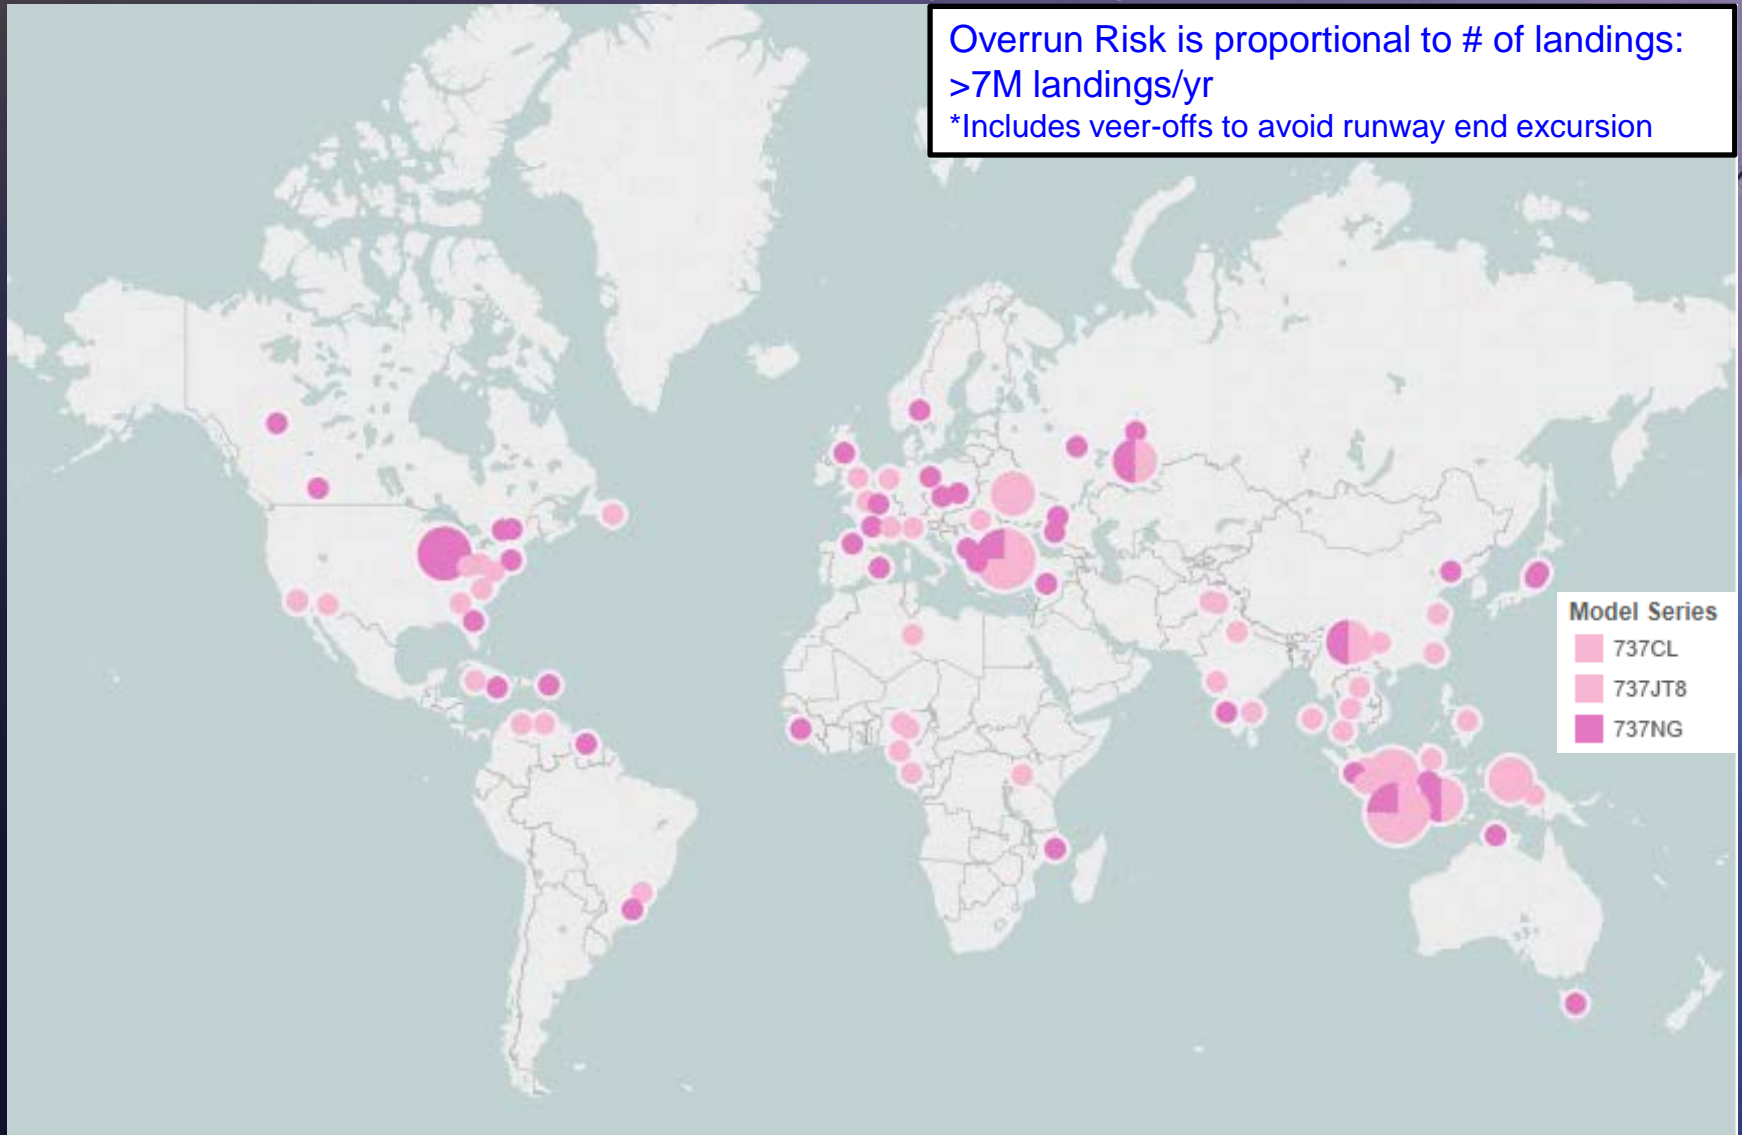 Overrun Risk is proportional to # of landings:
>7M landings/yr
*Includes veer-offs to avoid runway end excursion
Model Series
737CL
737JT8
737NG